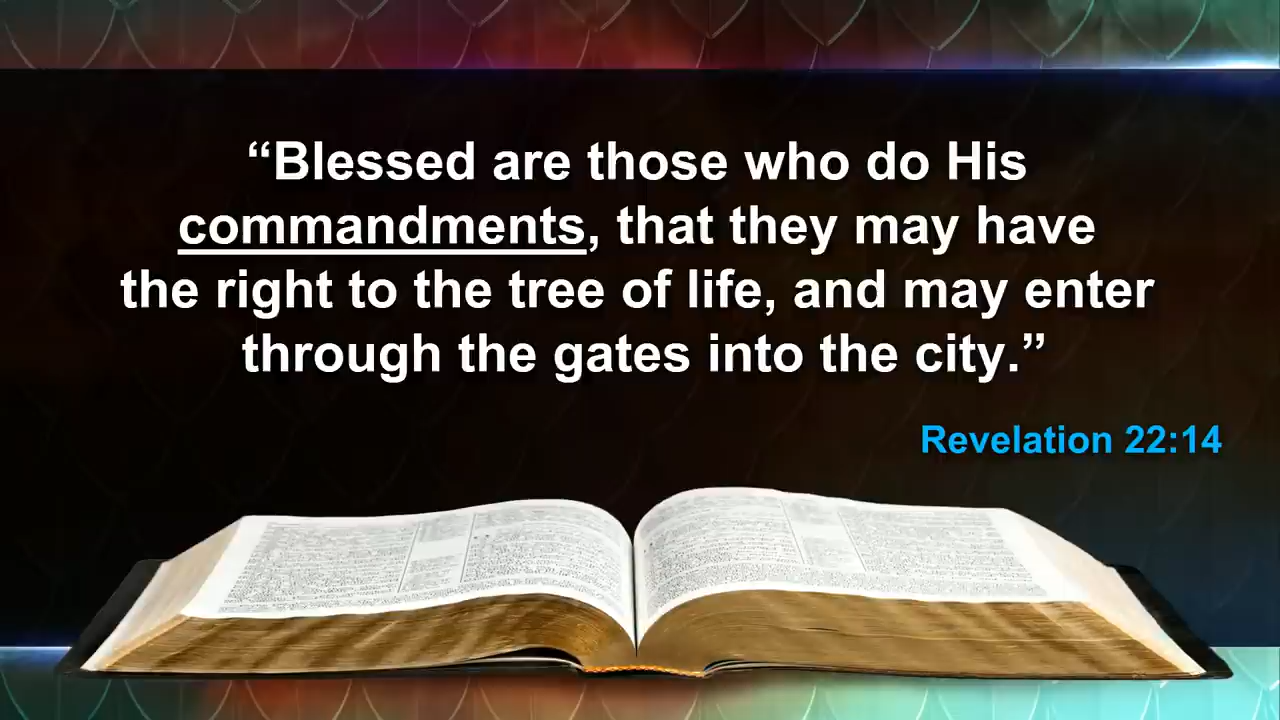 “Blessed are those who do His
commandments, that they may have
the right to the tree of life, and may enter
through the gates into the city.”
Revelation 22:14